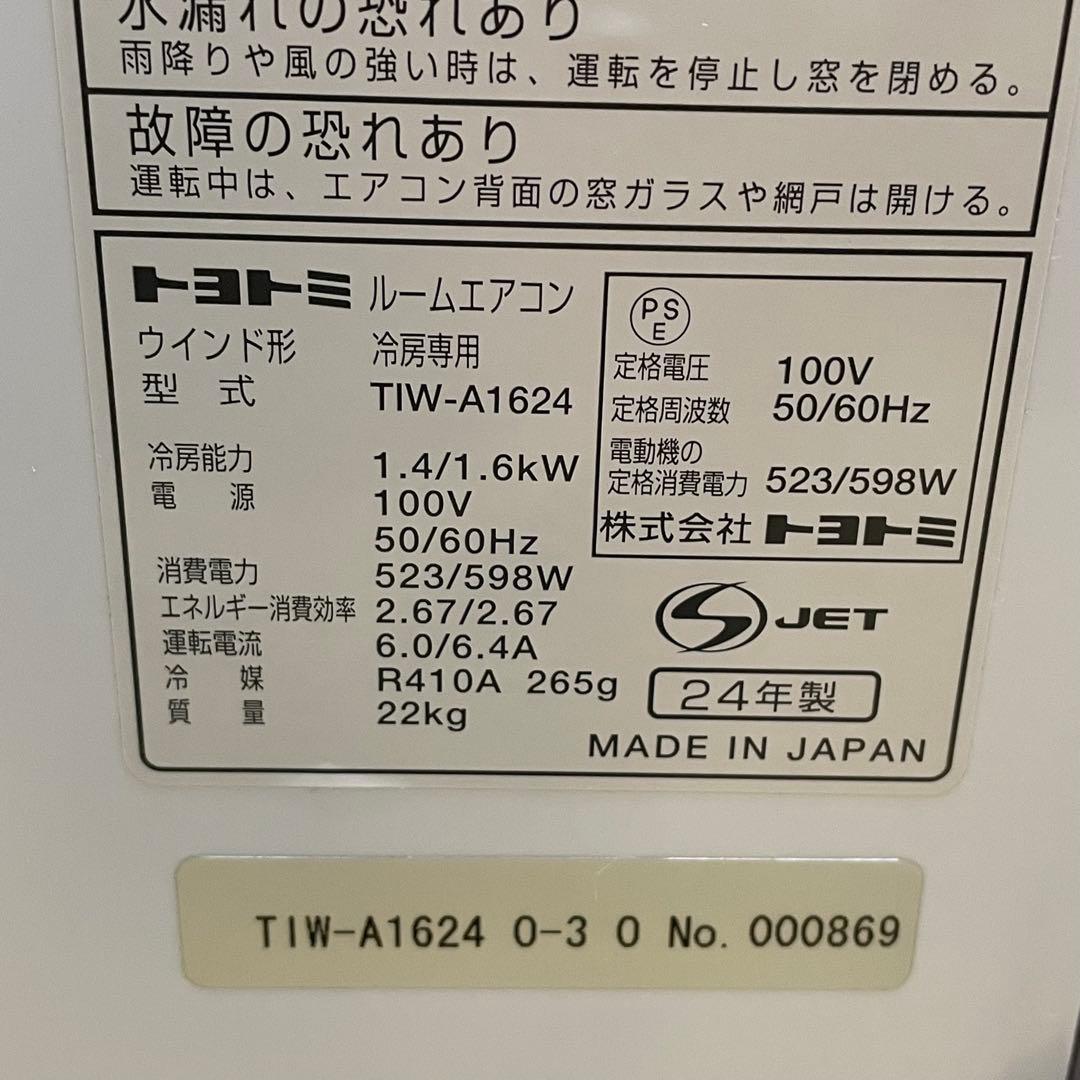 水漏れの恐れあり
雨降りや風の強い時は、運転を停止し窓を閉める。
故障の恐れあり
運転中は、エアコン背面の窓ガラスや網戸は開ける。
トヨトミ ルームエアコン
ウインド形 冷房専用
型 式 TIW-A1624
冷房能力 1.4/1.6kW
電 源 100V
50/60Hz
消費電力 523/598W
エネルギー消費効率 2.67/2.67
運転電流 6.0/6.4A
冷 媒 R410A 265g
質 量 22kg
PSE
定格電圧 100V
定格周波数 50/60Hz
電動機の
定格消費電力 523/598W
株式会社 トヨトミ
S JET
24年製
MADE IN JAPAN
TIW-A1624 0-3 0 No. 000869